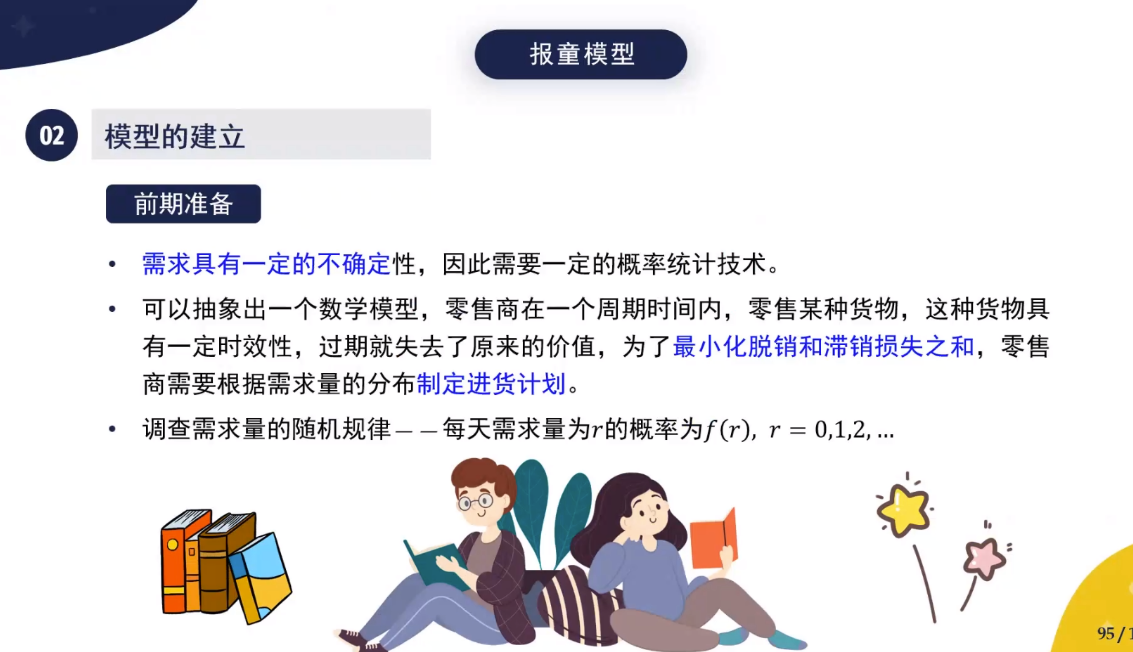 报童模型
02
模型的建立
前期准备
• 需求具有一定的不确定性，因此需要一定的概率统计技术。
• 可以抽象出一个数学模型，零售商在一个周期时间内，零售某种货物，这种货物具
有一定时效性，过期就失去了原来的价值，为了最小化脱销和滞销损失之和，零售
商需要根据需求量的分布制定进货计划。
• 调查需求量的随机规律——每天需求量为r的概率为f(r), r = 0,1,2, …
95 / 1